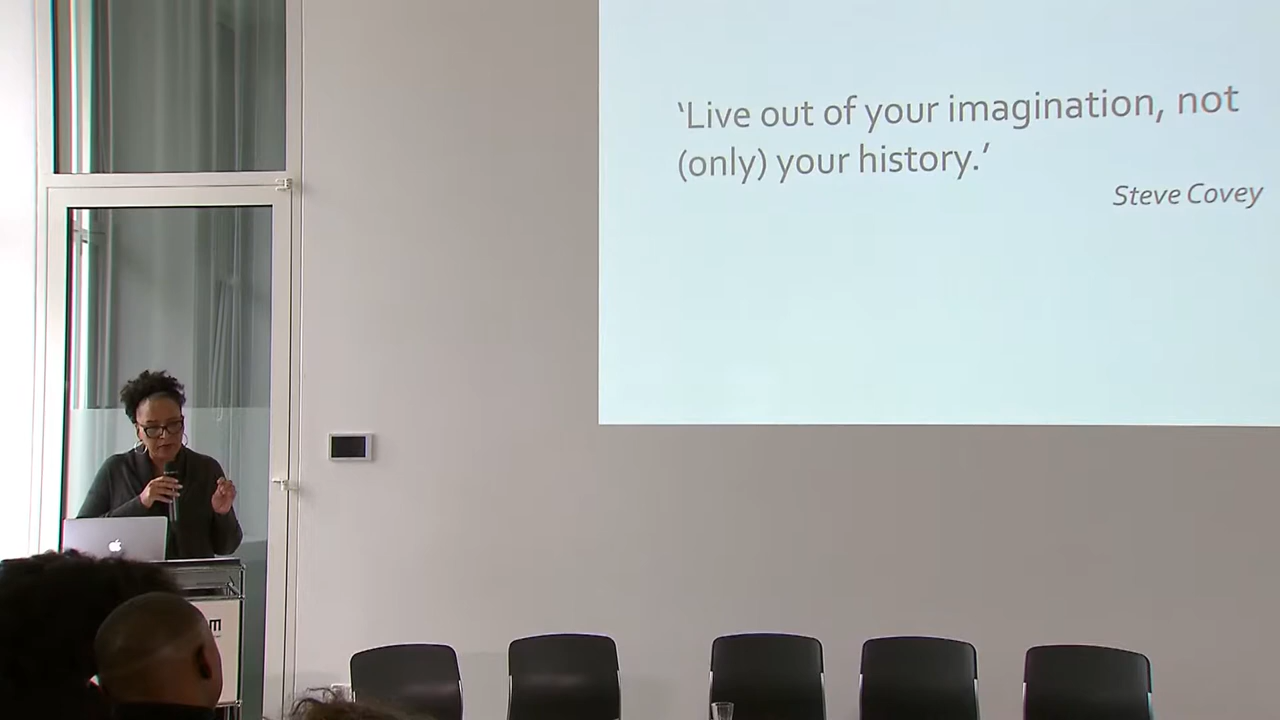 ‘Live out of your imagination, not
(only) your history.’
Steve Covey